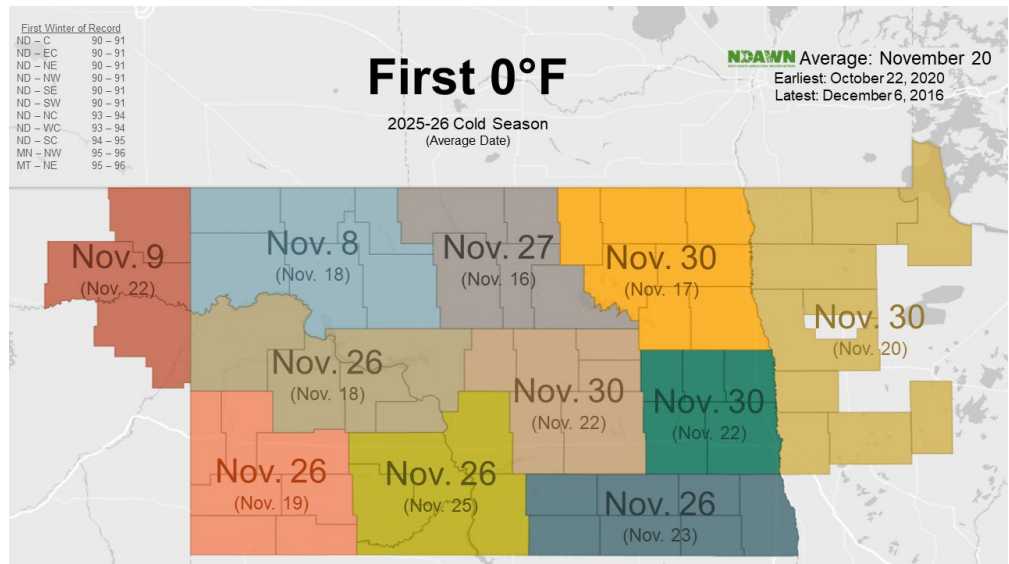 First Winter of Record
ND – C 90 – 91
ND – EC 90 – 91
ND – NE 90 – 91
ND – NW 90 – 91
ND – SE 90 – 91
ND – SW 90 – 91
ND – NC 93 – 94
ND – WC 93 – 94
ND – SC 94 – 95
MN – NW 95 – 96
MT – NE 95 – 96
First 0°F
2025-26 Cold Season
(Average Date)
NDAWN Average: November 20
Earliest: October 22, 2020
Latest: December 6, 2016
Nov. 9
(Nov. 22)
Nov. 8
(Nov. 18)
Nov. 27
(Nov. 16)
Nov. 30
(Nov. 17)
Nov. 30
(Nov. 20)
Nov. 26
(Nov. 18)
Nov. 30
(Nov. 22)
Nov. 30
(Nov. 22)
Nov. 26
(Nov. 19)
Nov. 26
(Nov. 25)
Nov. 26
(Nov. 23)